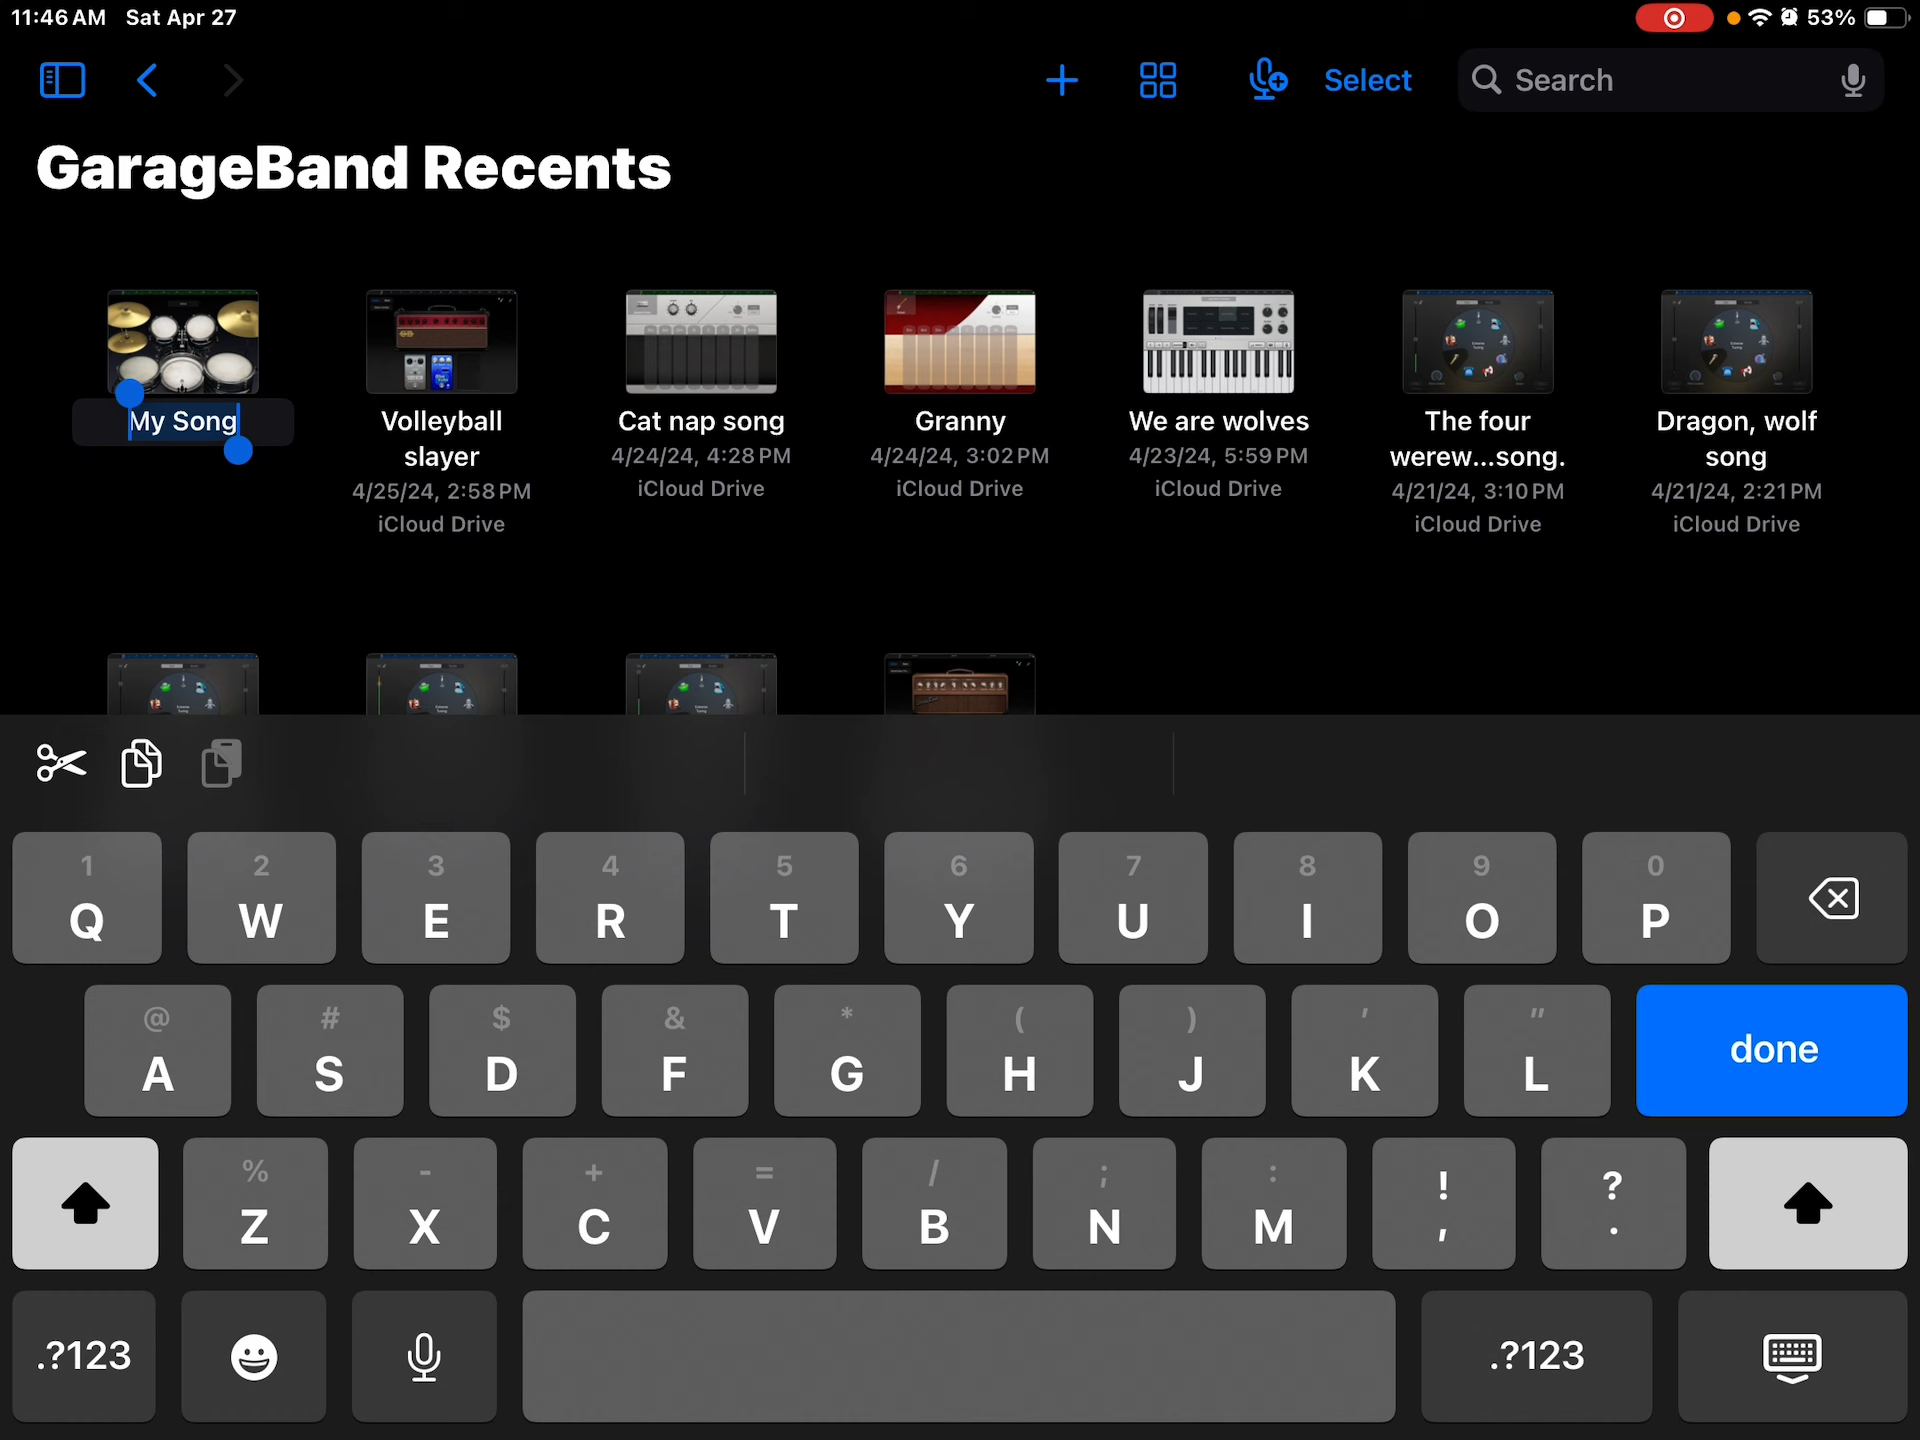 11:46 AM Sat Apr 27
53%
Select
Search
GarageBand Recents
My Song
Volleyball
slayer
4/25/24, 2:58 PM
iCloud Drive
Cat nap song
4/24/24, 4:28 PM
iCloud Drive
Granny
4/24/24, 3:02 PM
iCloud Drive
We are wolves
4/23/24, 5:59 PM
iCloud Drive
The four
werew...song.
4/21/24, 3:10 PM
iCloud Drive
Dragon, wolf
song
4/21/24, 2:21 PM
iCloud Drive
1 2 3 4 5 6 7 8 9 0
Q W E R T Y U I O P
@ # $ & * ( ) ' "
A S D F G H J K L done
% - + = / ; : ! ?
Z X C V B N M , .
.?123 .?123